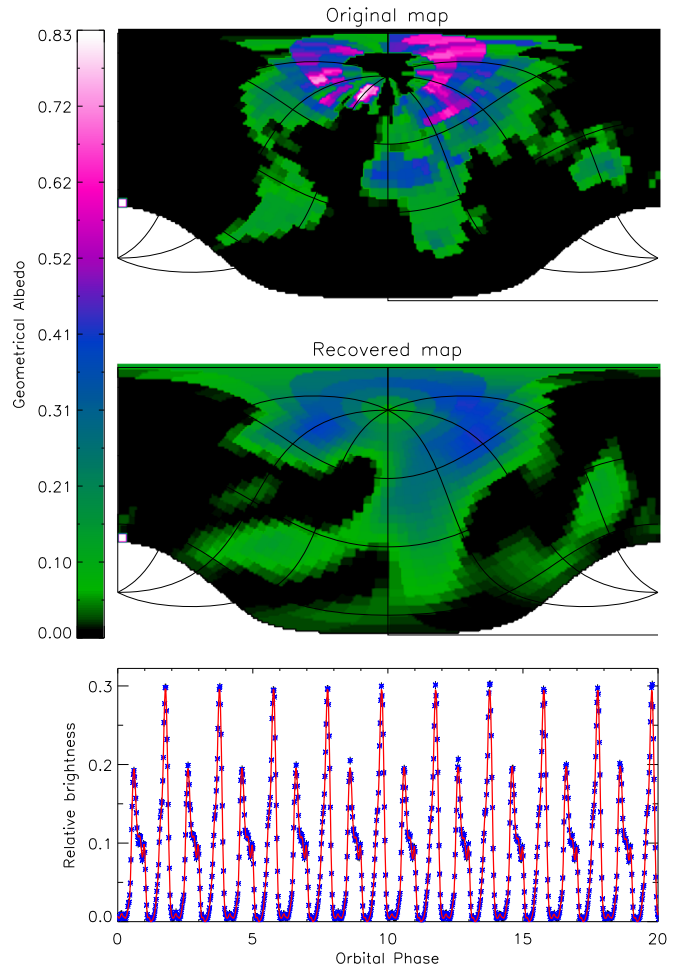 Original map
0.83
0.72
0.62
0.52
0.41
0.31
0.21
0.10
0.00
Geometrical Albedo
Recovered map
0.3
0.2
0.1
0.0
Relative brightness
0 5 10 15 20
Orbital Phase